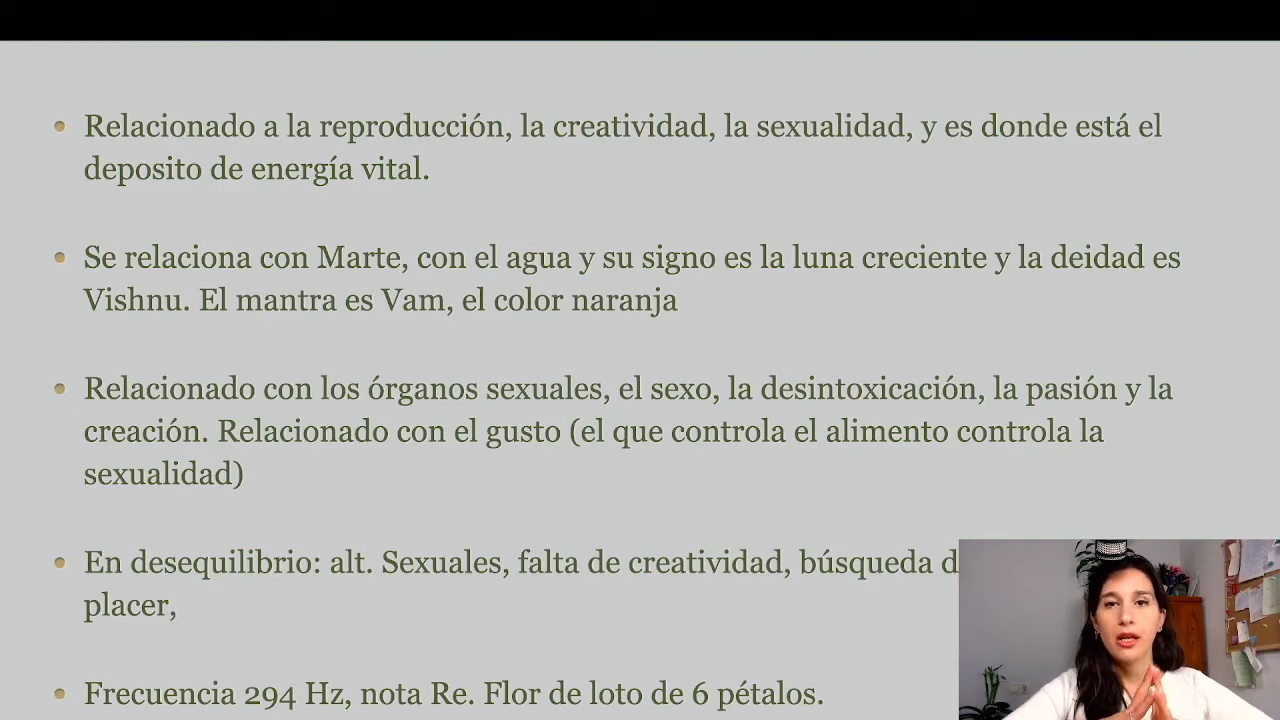 Relacionado a la reproducción, la creatividad, la sexualidad, y es donde está el
deposito de energía vital.
Se relaciona con Marte, con el agua y su signo es la luna creciente y la deidad es
Vishnu. El mantra es Vam, el color naranja
Relacionado con los órganos sexuales, el sexo, la desintoxicación, la pasión y la
creación. Relacionado con el gusto (el que controla el alimento controla la
sexualidad)
En desequilibrio: alt. Sexuales, falta de creatividad, búsqueda
placer,
Frecuencia 294 Hz, nota Re. Flor de loto de 6 pétalos.